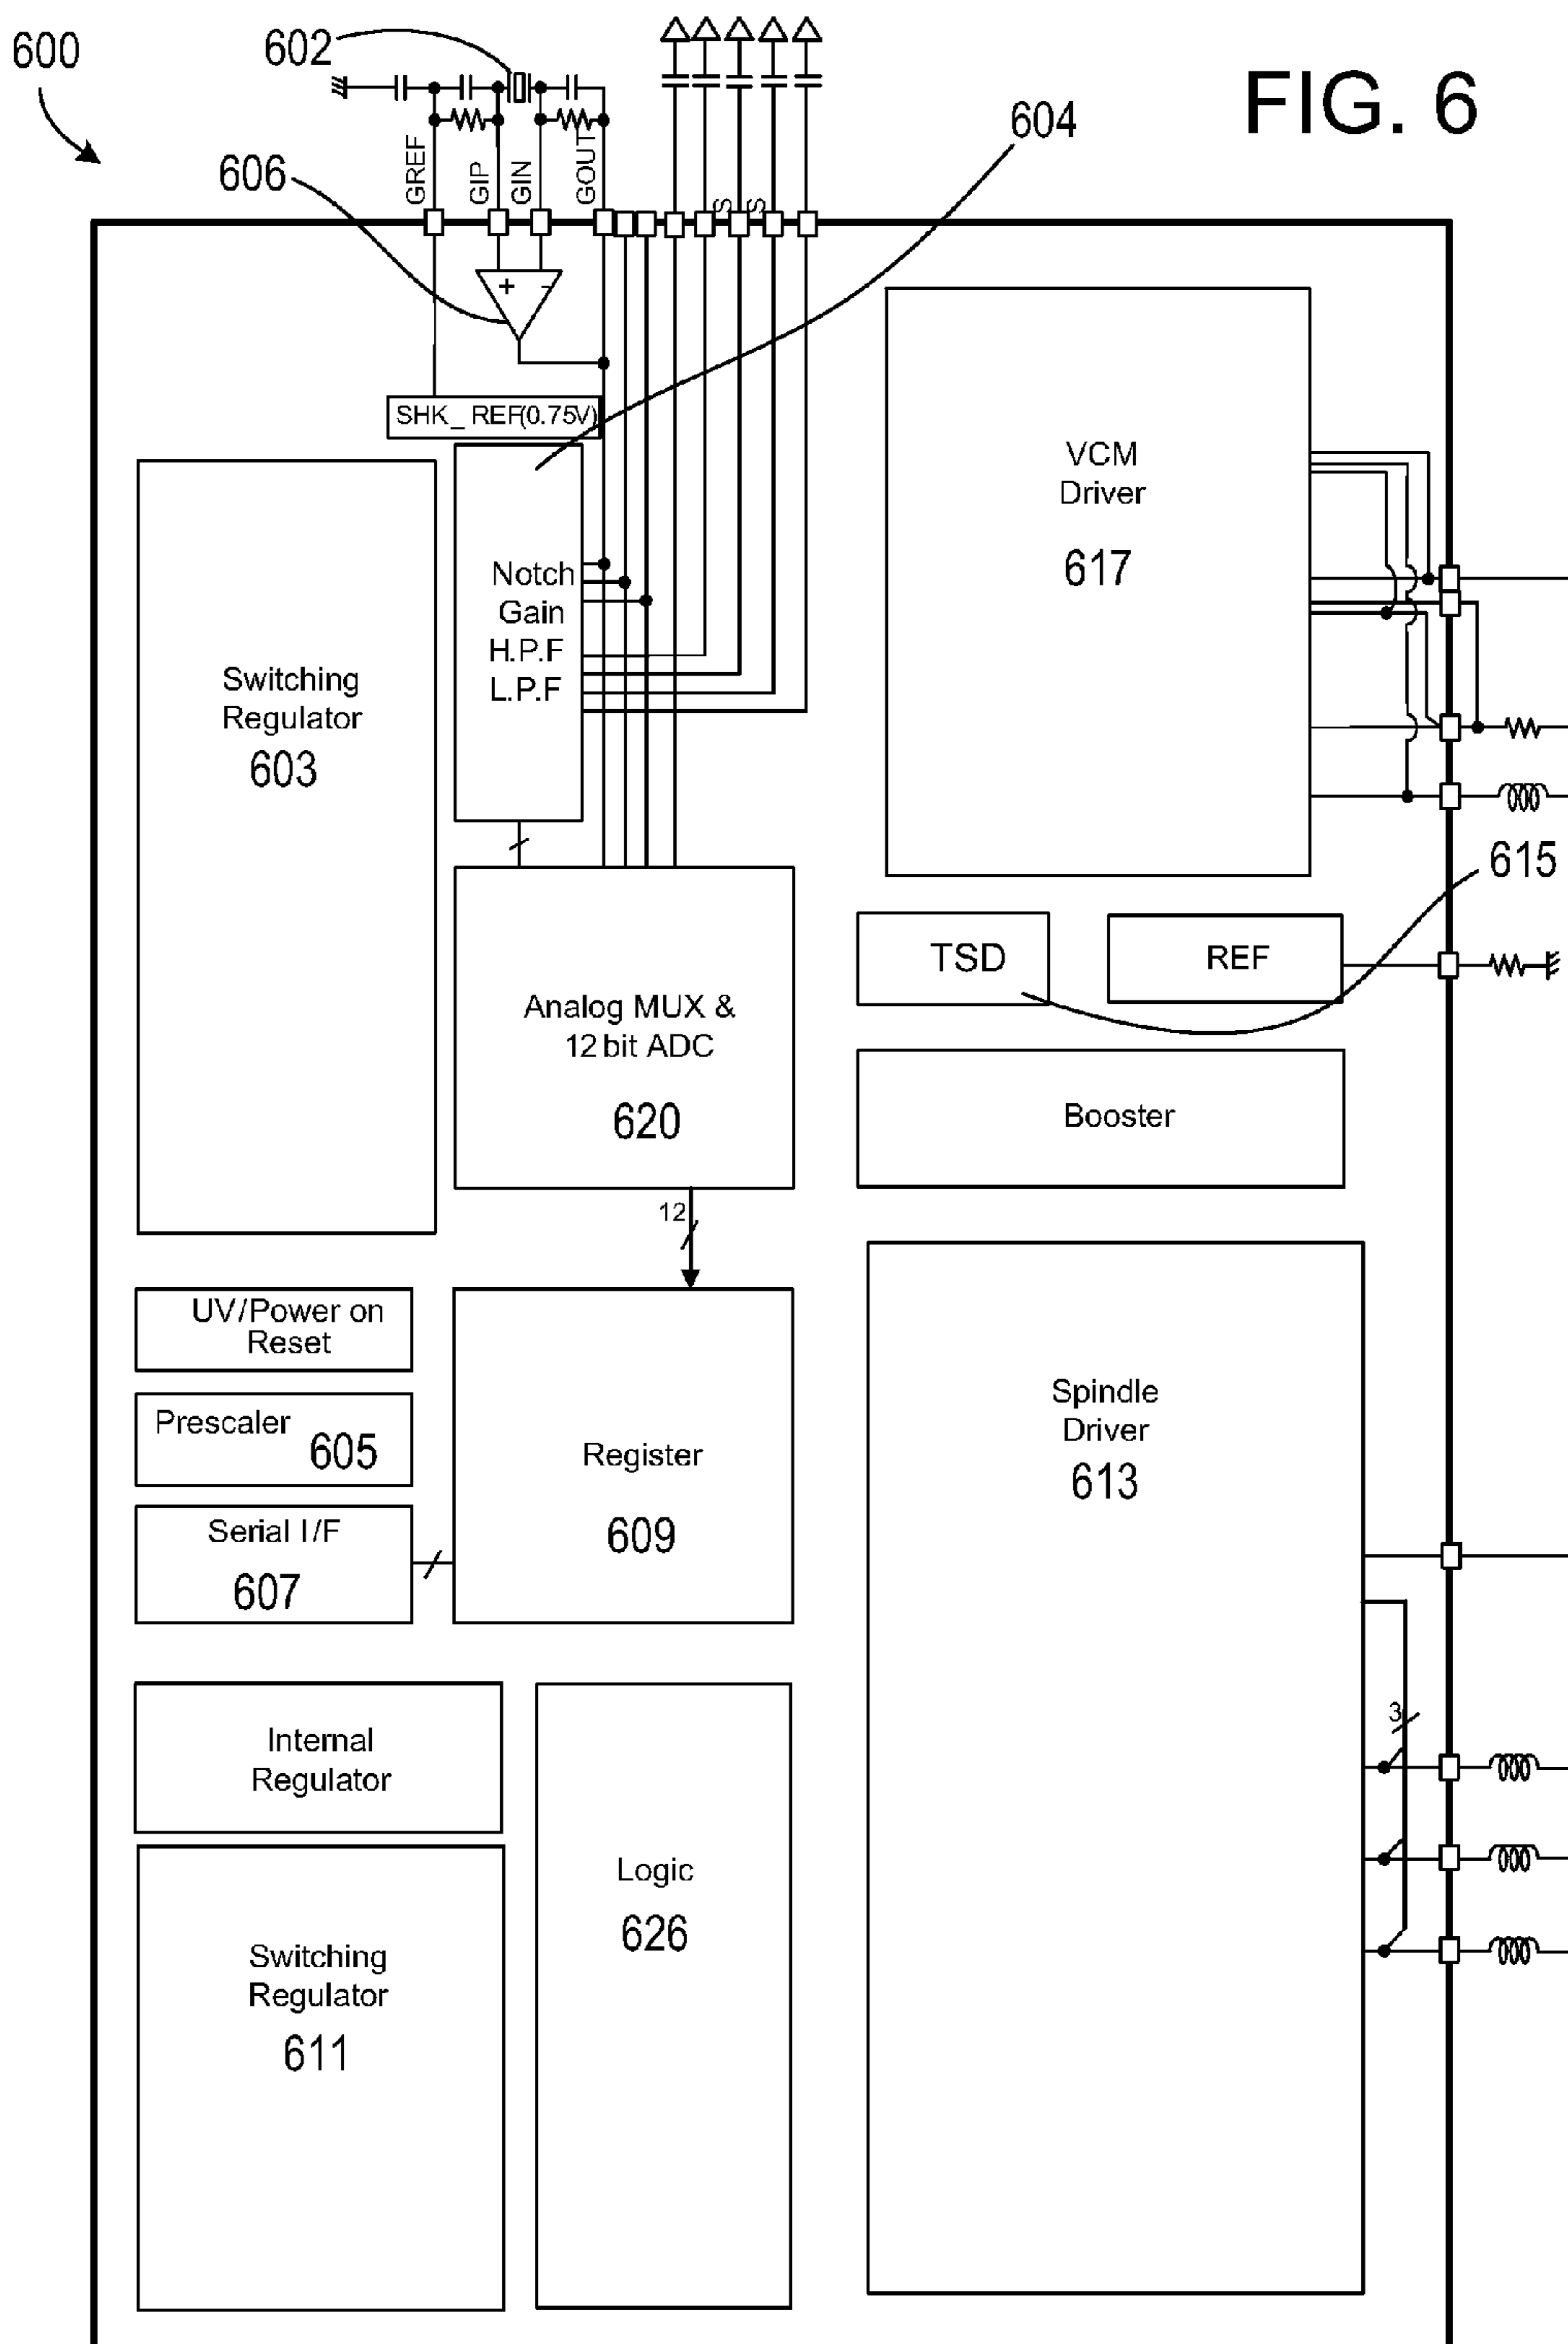 600
602
FIG. 6
604
606
GREF
GIP
GIN
GOUT
S
S
+
-
SHK_REF(0.75V)
Notch
Gain
H.P.F
L.P.F
VCM
Driver
617
Switching
Regulator
603
615
TSD
REF
Analog MUX &
12 bit ADC
620
Booster
12
UV/Power on
Reset
Prescaler
605
Serial I/F
607
Register
609
Spindle
Driver
613
3
Internal
Regulator
Logic
626
Switching
Regulator
611